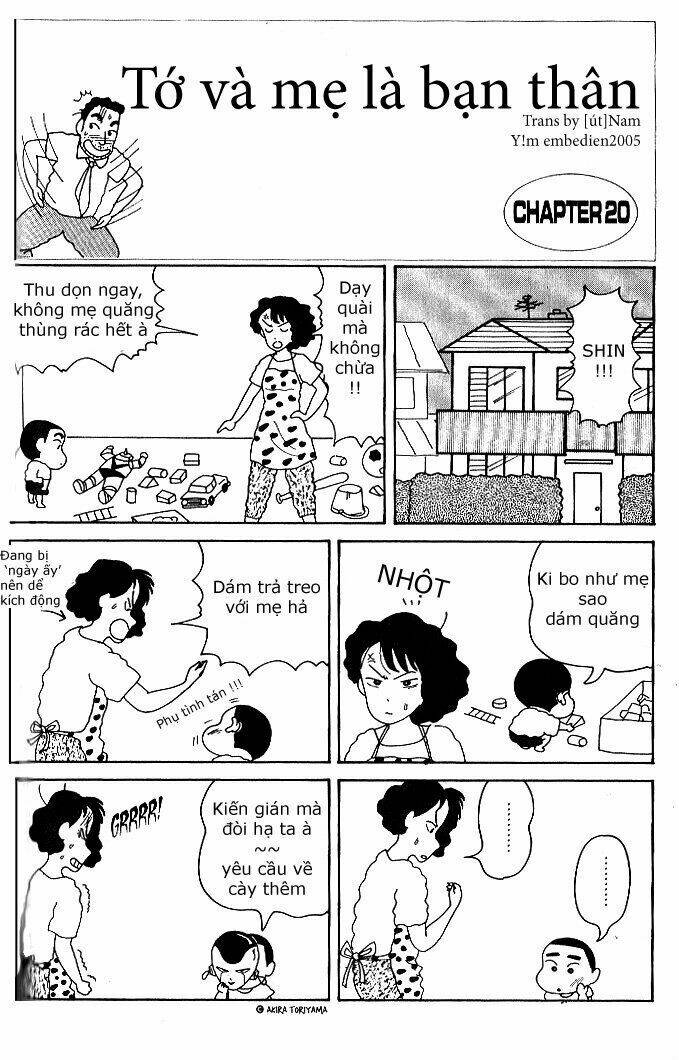 Tớ và mẹ là bạn thân
Trans by [út]Nam
Y!m embedien2005
CHAPTER 20
SHIN
!!!
Dạy
quài
mà
không
chừa
!!
Thu dọn ngay,
không mẹ quăng
thùng rác hết à
Ki bo như mẹ
sao
dám quăng
NHỘT
Dám trả treo
với mẹ hả
Đang bị
'ngày ấy'
nên dể
kích động
Phụ tình tán !!!
..........
..........
Kiến gián mà
đòi hạ ta à
~~
yêu cầu về
cày thêm
GRRRR!
© AKIRA TORIYAMA